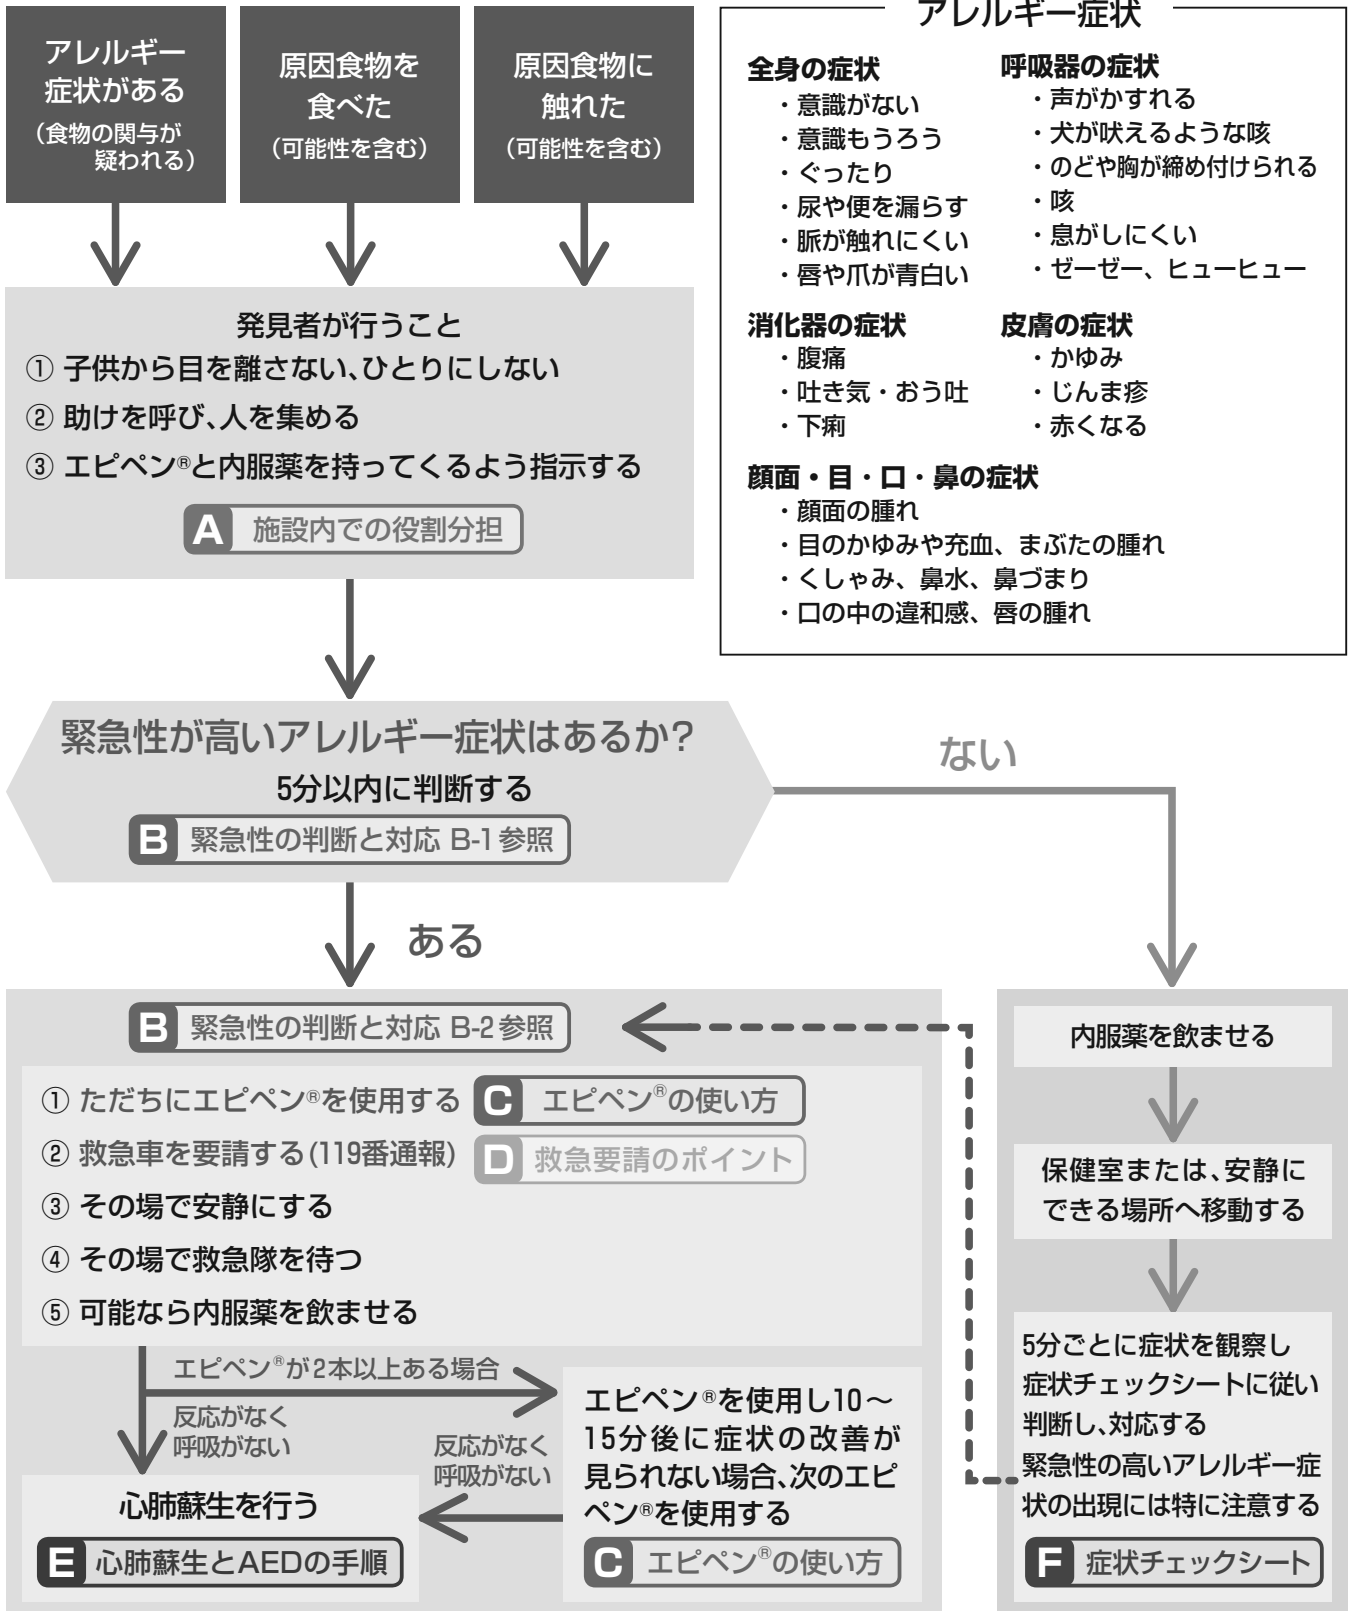 アレルギー
症状がある
(食物の関与が
疑われる)
原因食物を
食べた
(可能性を含む)
原因食物に
触れた
(可能性を含む)
発見者が行うこと
① 子供から目を離さない、ひとりにしない
② 助けを呼び、人を集める
③ エピペン®と内服薬を持ってくるよう指示する
A 施設内での役割分担
アレルギー症状
全身の症状
・意識がない
・意識もうろう
・ぐったり
・尿や便を漏らす
・脈が触れにくい
・唇や爪が青白い
呼吸器の症状
・声がかすれる
・犬が吠えるような咳
・のどや胸が締め付けられる
・咳
・息がしにくい
・ゼーゼー、ヒューヒュー
消化器の症状
・腹痛
・吐き気・おう吐
・下痢
皮膚の症状
・かゆみ
・じんま疹
・赤くなる
顔面・目・口・鼻の症状
・顔面の腫れ
・目のかゆみや充血、まぶたの腫れ
・くしゃみ、鼻水、鼻づまり
・口の中の違和感、唇の腫れ
緊急性が高いアレルギー症状はあるか?
5分以内に判断する
B 緊急性の判断と対応 B-1参照
ない
ある
B 緊急性の判断と対応 B-2参照
① ただちにエピペン®を使用する C エピペン®の使い方
② 救急車を要請する(119番通報) D 救急要請のポイント
③ その場で安静にする
④ その場で救急隊を待つ
⑤ 可能なら内服薬を飲ませる
エピペン®が2本以上ある場合
反応がなく
呼吸がない
エピペン®を使用し10〜
15分後に症状の改善が
見られない場合、次のエピ
ペン®を使用する
C エピペン®の使い方
反応がなく
呼吸がない
心肺蘇生を行う
E 心肺蘇生とAEDの手順
内服薬を飲ませる
保健室または、安静に
できる場所へ移動する
5分ごとに症状を観察し
症状チェックシートに従い
判断し、対応する
緊急性の高いアレルギー症
状の出現には特に注意する
F 症状チェックシート